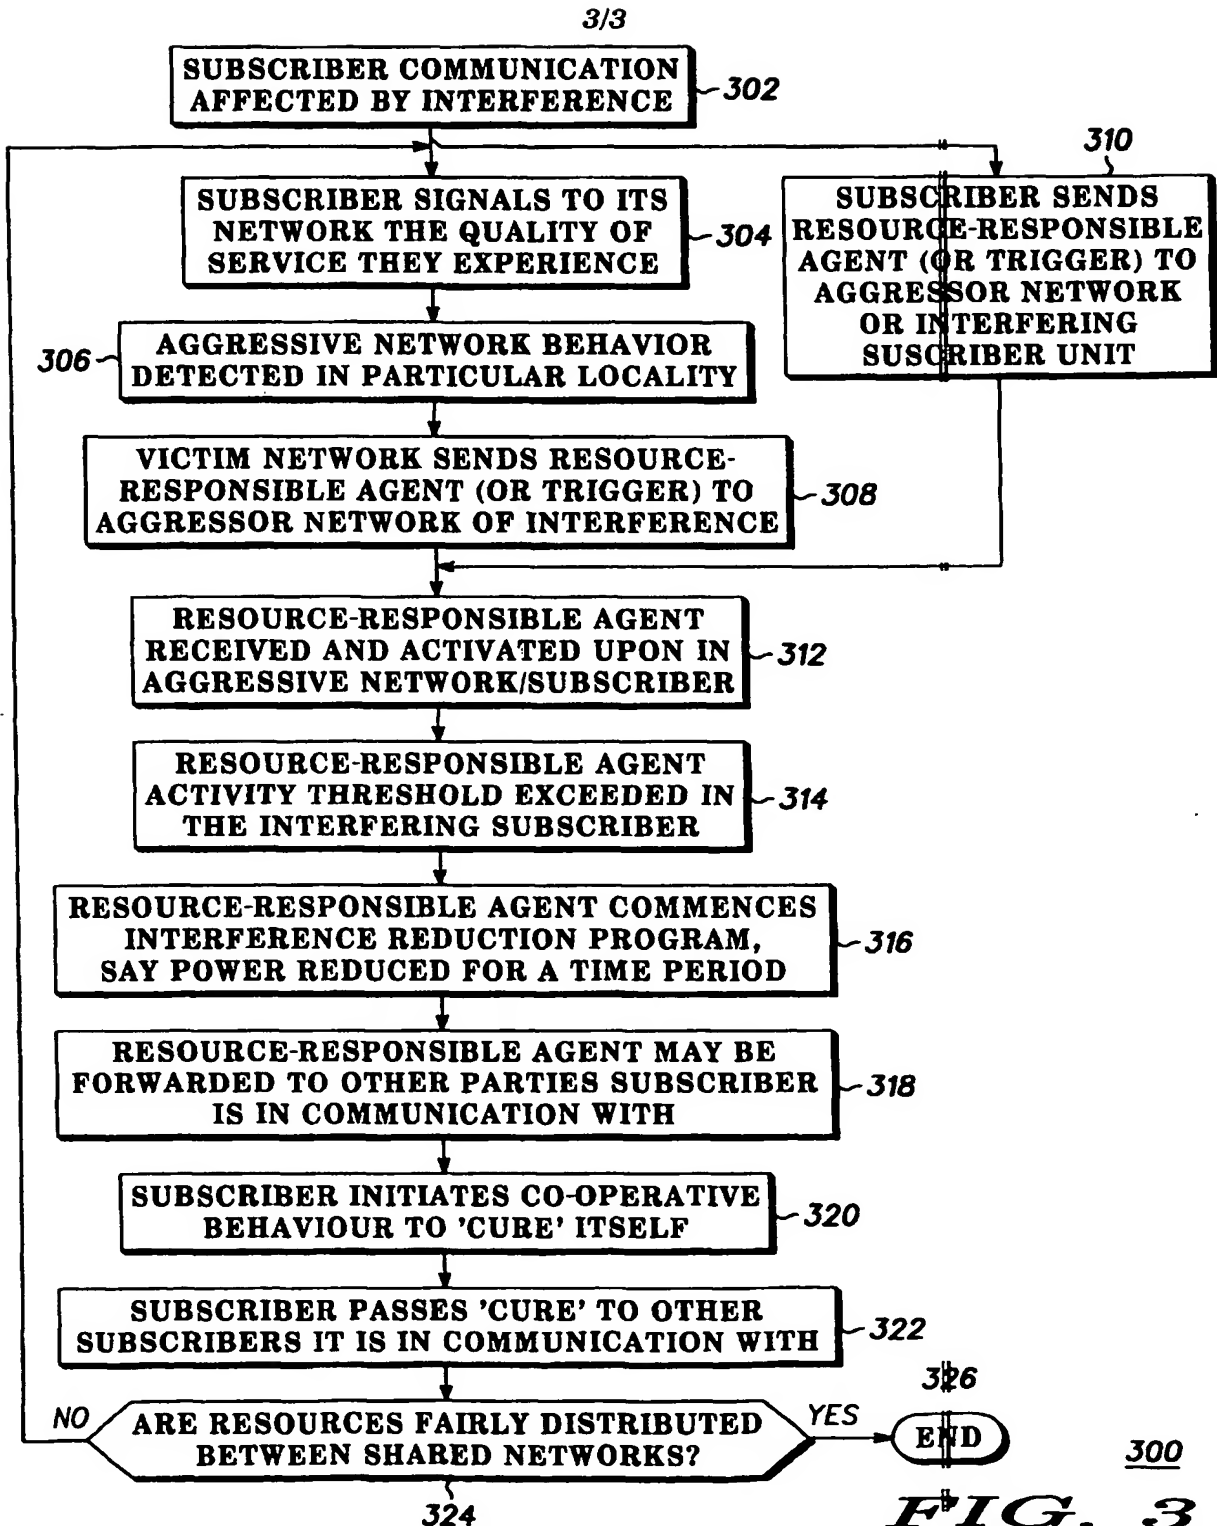 3/3
SUBSCRIBER COMMUNICATION
AFFECTED BY INTERFERENCE
302
310
SUBSCRIBER SIGNALS TO ITS
NETWORK THE QUALITY OF
SERVICE THEY EXPERIENCE
304
SUBSCRIBER SENDS
RESOURCE-RESPONSIBLE
AGENT (OR TRIGGER) TO
AGGRESSOR NETWORK
OR INTERFERING
SUSCRIBER UNIT
306
AGGRESSIVE NETWORK BEHAVIOR
DETECTED IN PARTICULAR LOCALITY
VICTIM NETWORK SENDS RESOURCE-
RESPONSIBLE AGENT (OR TRIGGER) TO
AGGRESSOR NETWORK OF INTERFERENCE
308
RESOURCE-RESPONSIBLE AGENT
RECEIVED AND ACTIVATED UPON IN
AGGRESSIVE NETWORK/SUBSCRIBER
312
RESOURCE-RESPONSIBLE AGENT
ACTIVITY THRESHOLD EXCEEDED IN
THE INTERFERING SUBSCRIBER
314
RESOURCE-RESPONSIBLE AGENT COMMENCES
INTERFERENCE REDUCTION PROGRAM,
SAY POWER REDUCED FOR A TIME PERIOD
316
RESOURCE-RESPONSIBLE AGENT MAY BE
FORWARDED TO OTHER PARTIES SUBSCRIBER
IS IN COMMUNICATION WITH
318
SUBSCRIBER INITIATES CO-OPERATIVE
BEHAVIOUR TO 'CURE' ITSELF
320
SUBSCRIBER PASSES 'CURE' TO OTHER
SUBSCRIBERS IT IS IN COMMUNICATION WITH
322
NO
ARE RESOURCES FAIRLY DISTRIBUTED
BETWEEN SHARED NETWORKS?
YES
324
326
END
300
FIG. 3